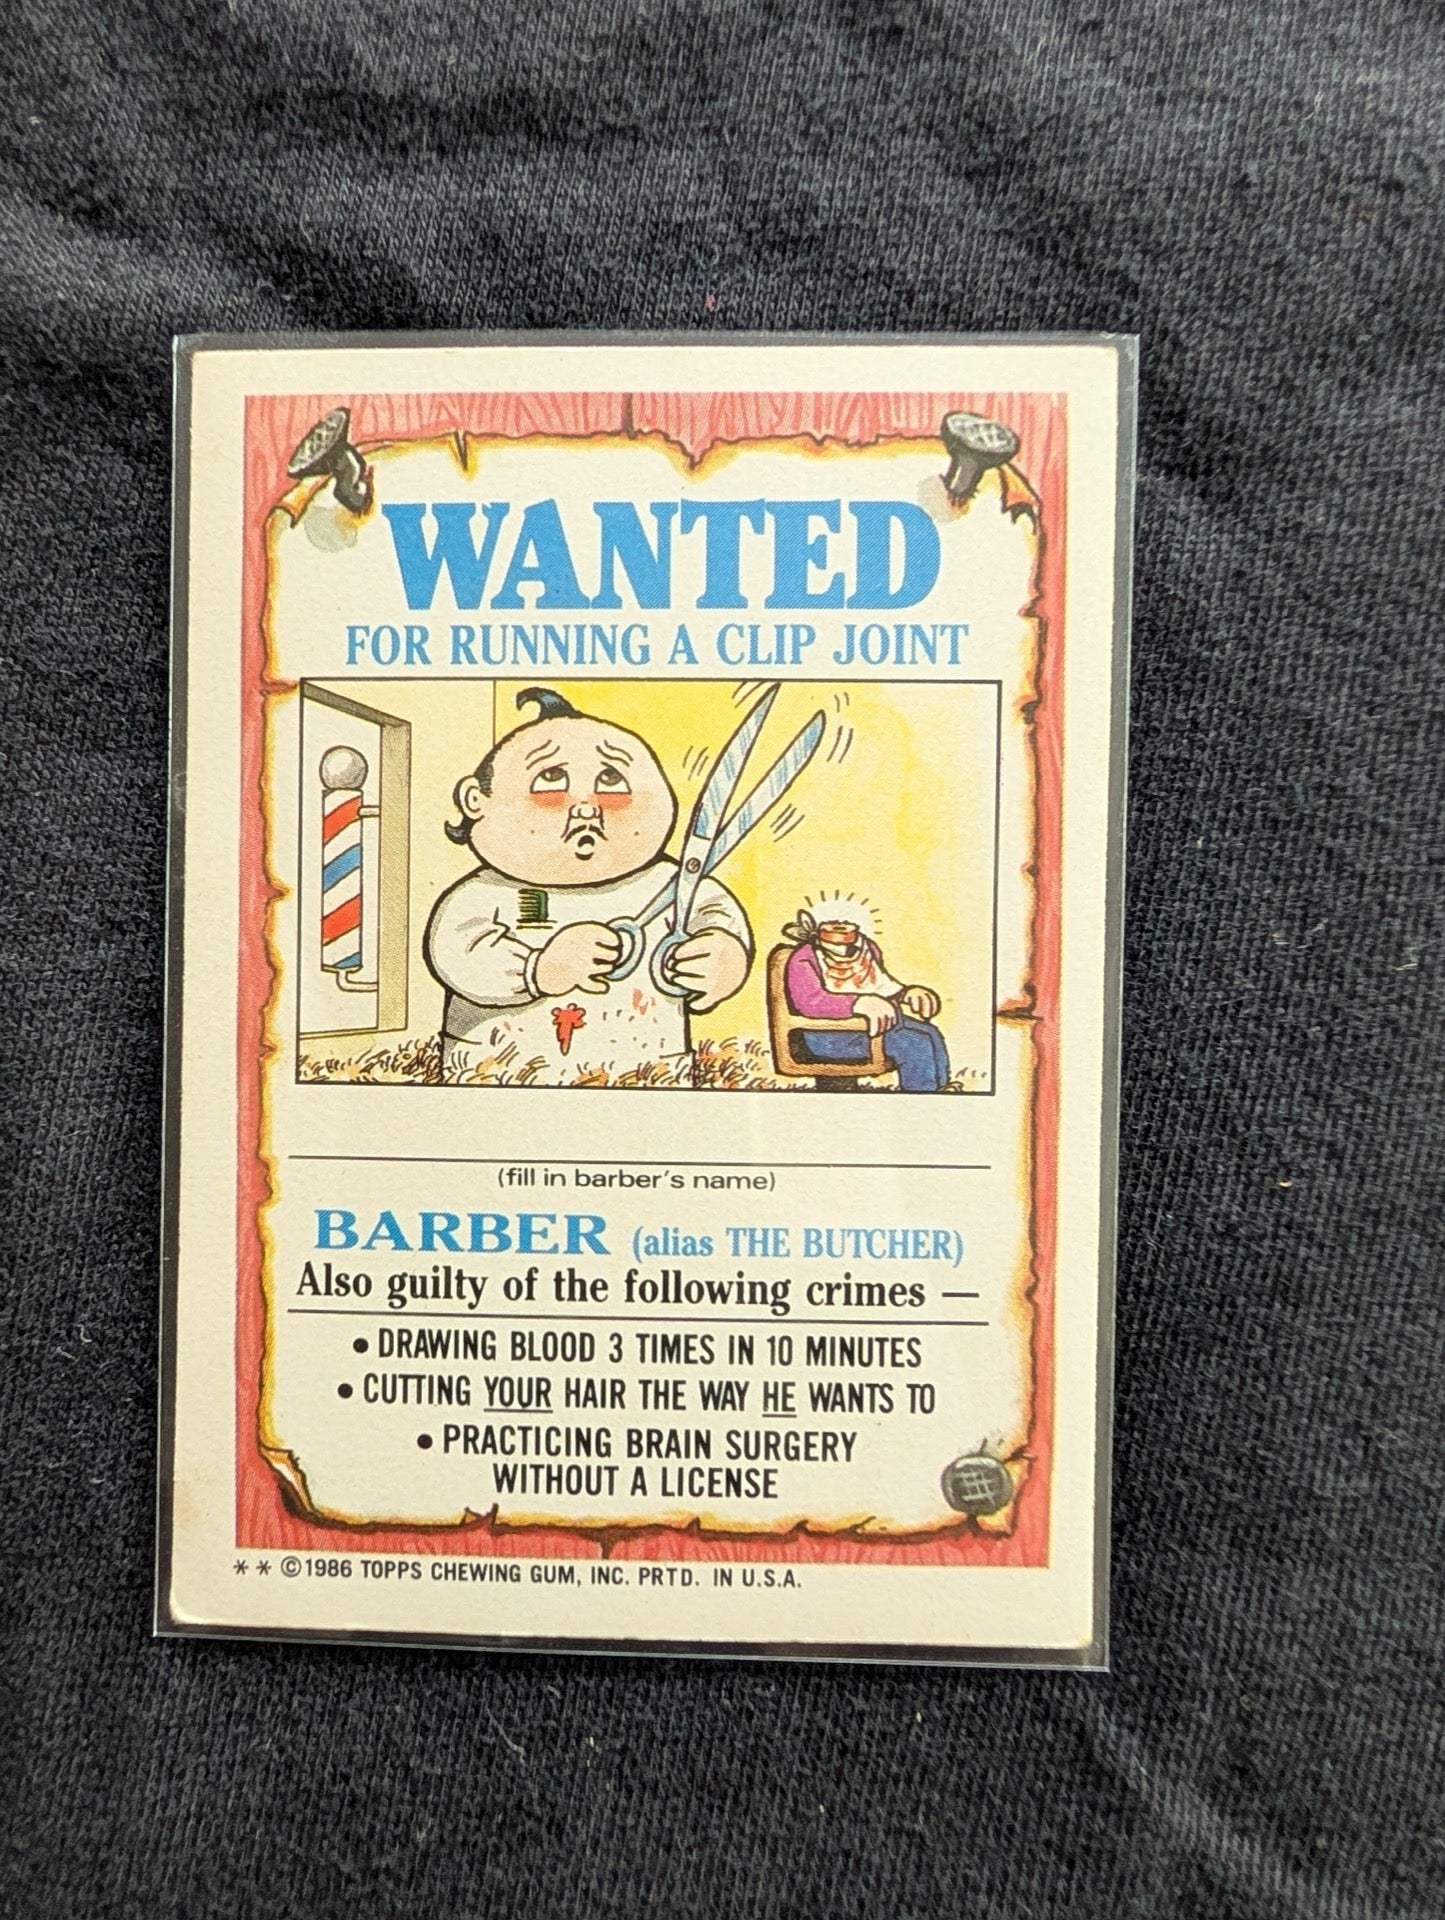 WANTED
FOR RUNNING A CLIP JOINT
(fill in barber's name)
BARBER (alias THE BUTCHER)
Also guilty of the following crimes —
• DRAWING BLOOD 3 TIMES IN 10 MINUTES
• CUTTING YOUR HAIR THE WAY HE WANTS TO
• PRACTICING BRAIN SURGERY
WITHOUT A LICENSE
* * ©1986 TOPPS CHEWING GUM, INC. PRTD. IN U.S.A.